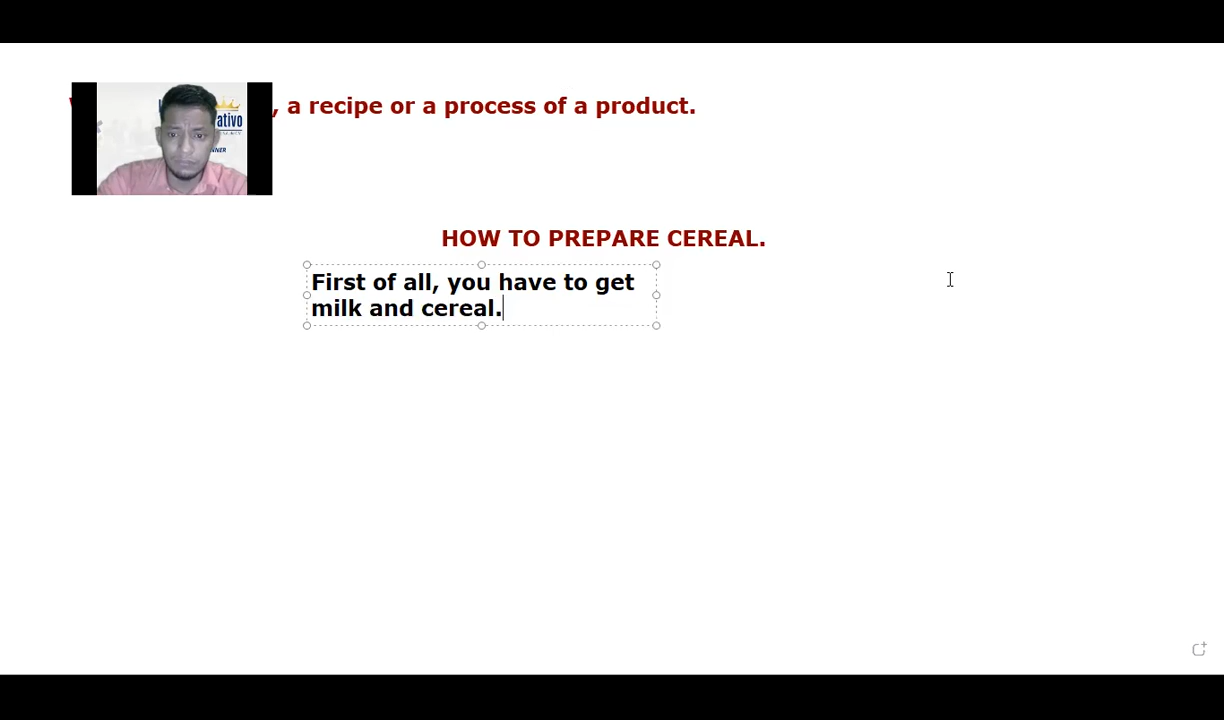 , a recipe or a process of a product.
ativo
HOW TO PREPARE CEREAL.
First of all, you have to get
milk and cereal.